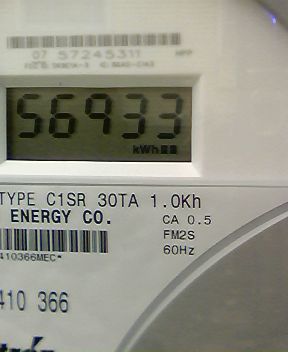 07 57245311
56933
kWh
TYPE C1SR 30TA 1.0Kh
ENERGY CO.
CA 0.5
FM2S
60Hz
410366MEC*
410 366